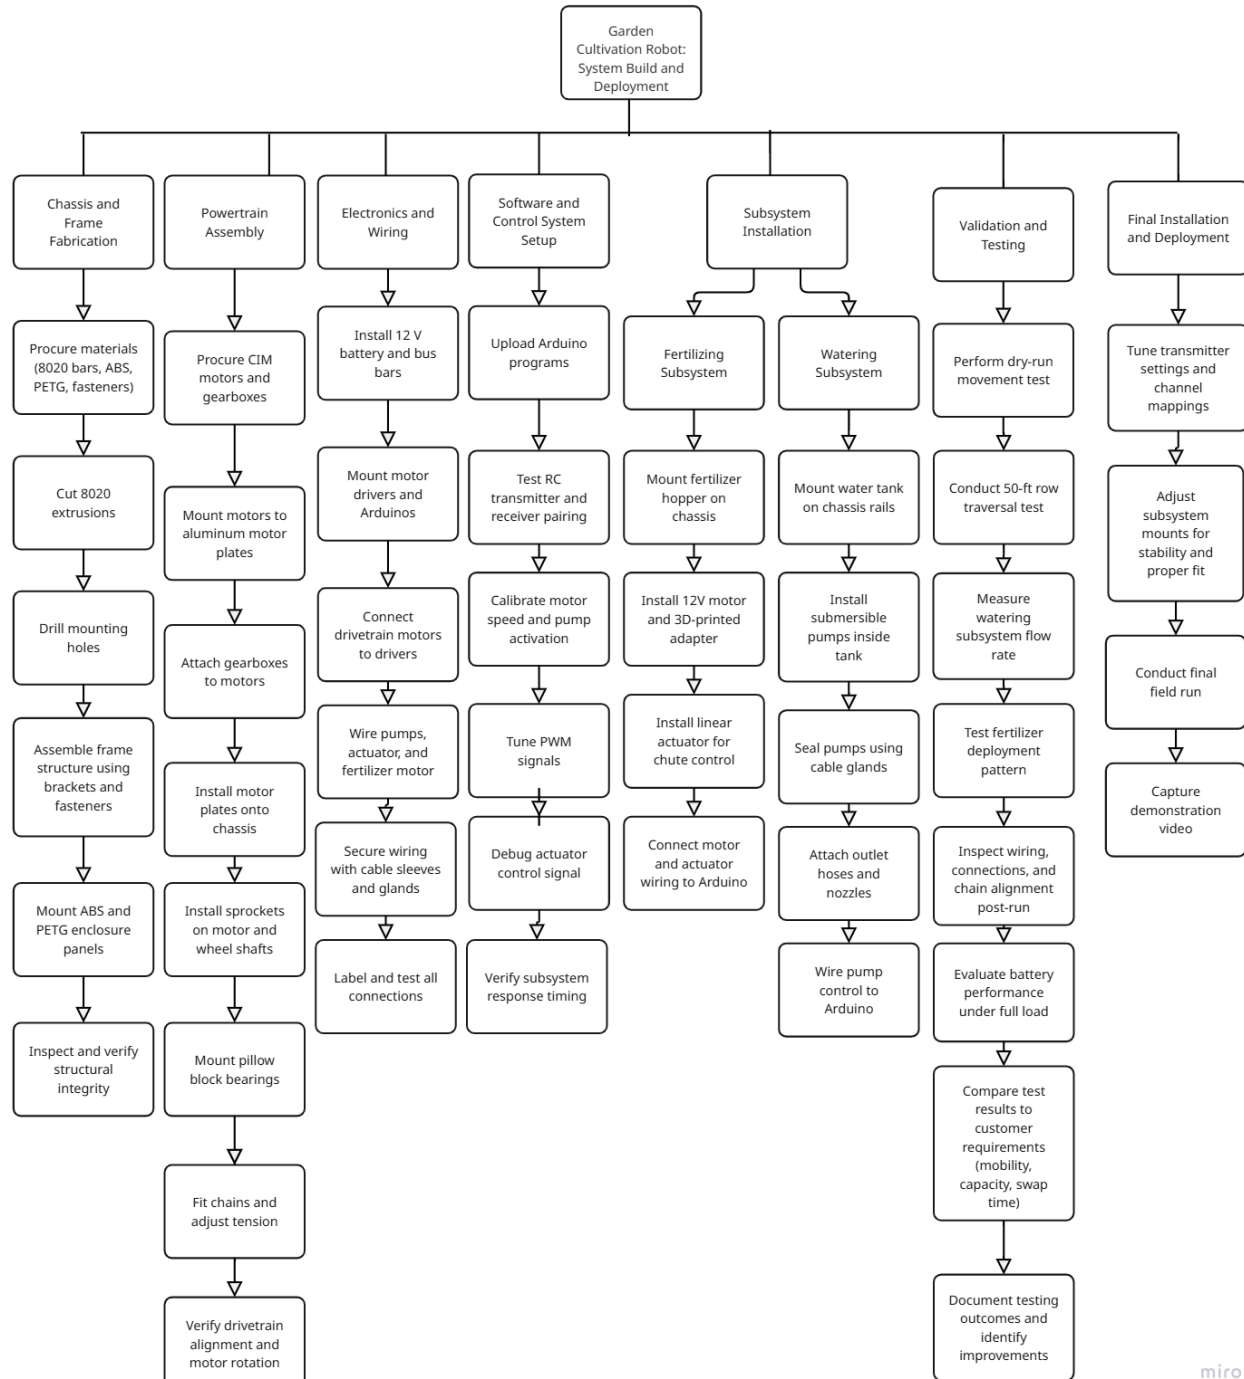 Garden
Cultivation Robot:
System Build and
Deployment
Chassis and
Frame
Fabrication
Procure materials
(8020 bars, ABS,
PETG, fasteners)
Cut 8020
extrusions
Drill mounting
holes
Assemble frame
structure using
brackets and
fasteners
Mount ABS and
PETG enclosure
panels
Inspect and verify
structural
integrity
Powertrain
Assembly
Procure CIM
motors and
gearboxes
Mount motors to
aluminum motor
plates
Attach gearboxes
to motors
Install motor
plates onto
chassis
Install sprockets
on motor and
wheel shafts
Mount pillow
block bearings
Fit chains and
adjust tension
Verify drivetrain
alignment and
motor rotation
Electronics and
Wiring
Install 12 V
battery and bus
bars
Mount motor
drivers and
Arduinos
Connect
drivetrain motors
to drivers
Wire pumps,
actuator, and
fertilizer motor
Secure wiring
with cable sleeves
and glands
Label and test all
connections
Software and
Control System
Setup
Upload Arduino
programs
Test RC
transmitter and
receiver pairing
Calibrate motor
speed and pump
activation
Tune PWM
signals
Debug actuator
control signal
Verify subsystem
response timing
Subsystem
Installation
Fertilizing
Subsystem
Mount fertilizer
hopper on
chassis
Install 12V motor
and 3D-printed
adapter
Install linear
actuator for
chute control
Connect motor
and actuator
wiring to Arduino
Watering
Subsystem
Mount water tank
on chassis rails
Install
submersible
pumps inside
tank
Seal pumps using
cable glands
Attach outlet
hoses and
nozzles
Wire pump
control to
Arduino
Validation and
Testing
Perform dry-run
movement test
Conduct 50-ft row
traversal test
Measure
watering
subsystem flow
rate
Test fertilizer
deployment
pattern
Inspect wiring,
connections, and
chain alignment
post-run
Evaluate battery
performance
under full load
Compare test
results to
customer
requirements
(mobility,
capacity, swap
time)
Document testing
outcomes and
identify
improvements
Final Installation
and Deployment
Tune transmitter
settings and
channel
mappings
Adjust
subsystem
mounts for
stability and
proper fit
Conduct final
field run
Capture
demonstration
video
miro